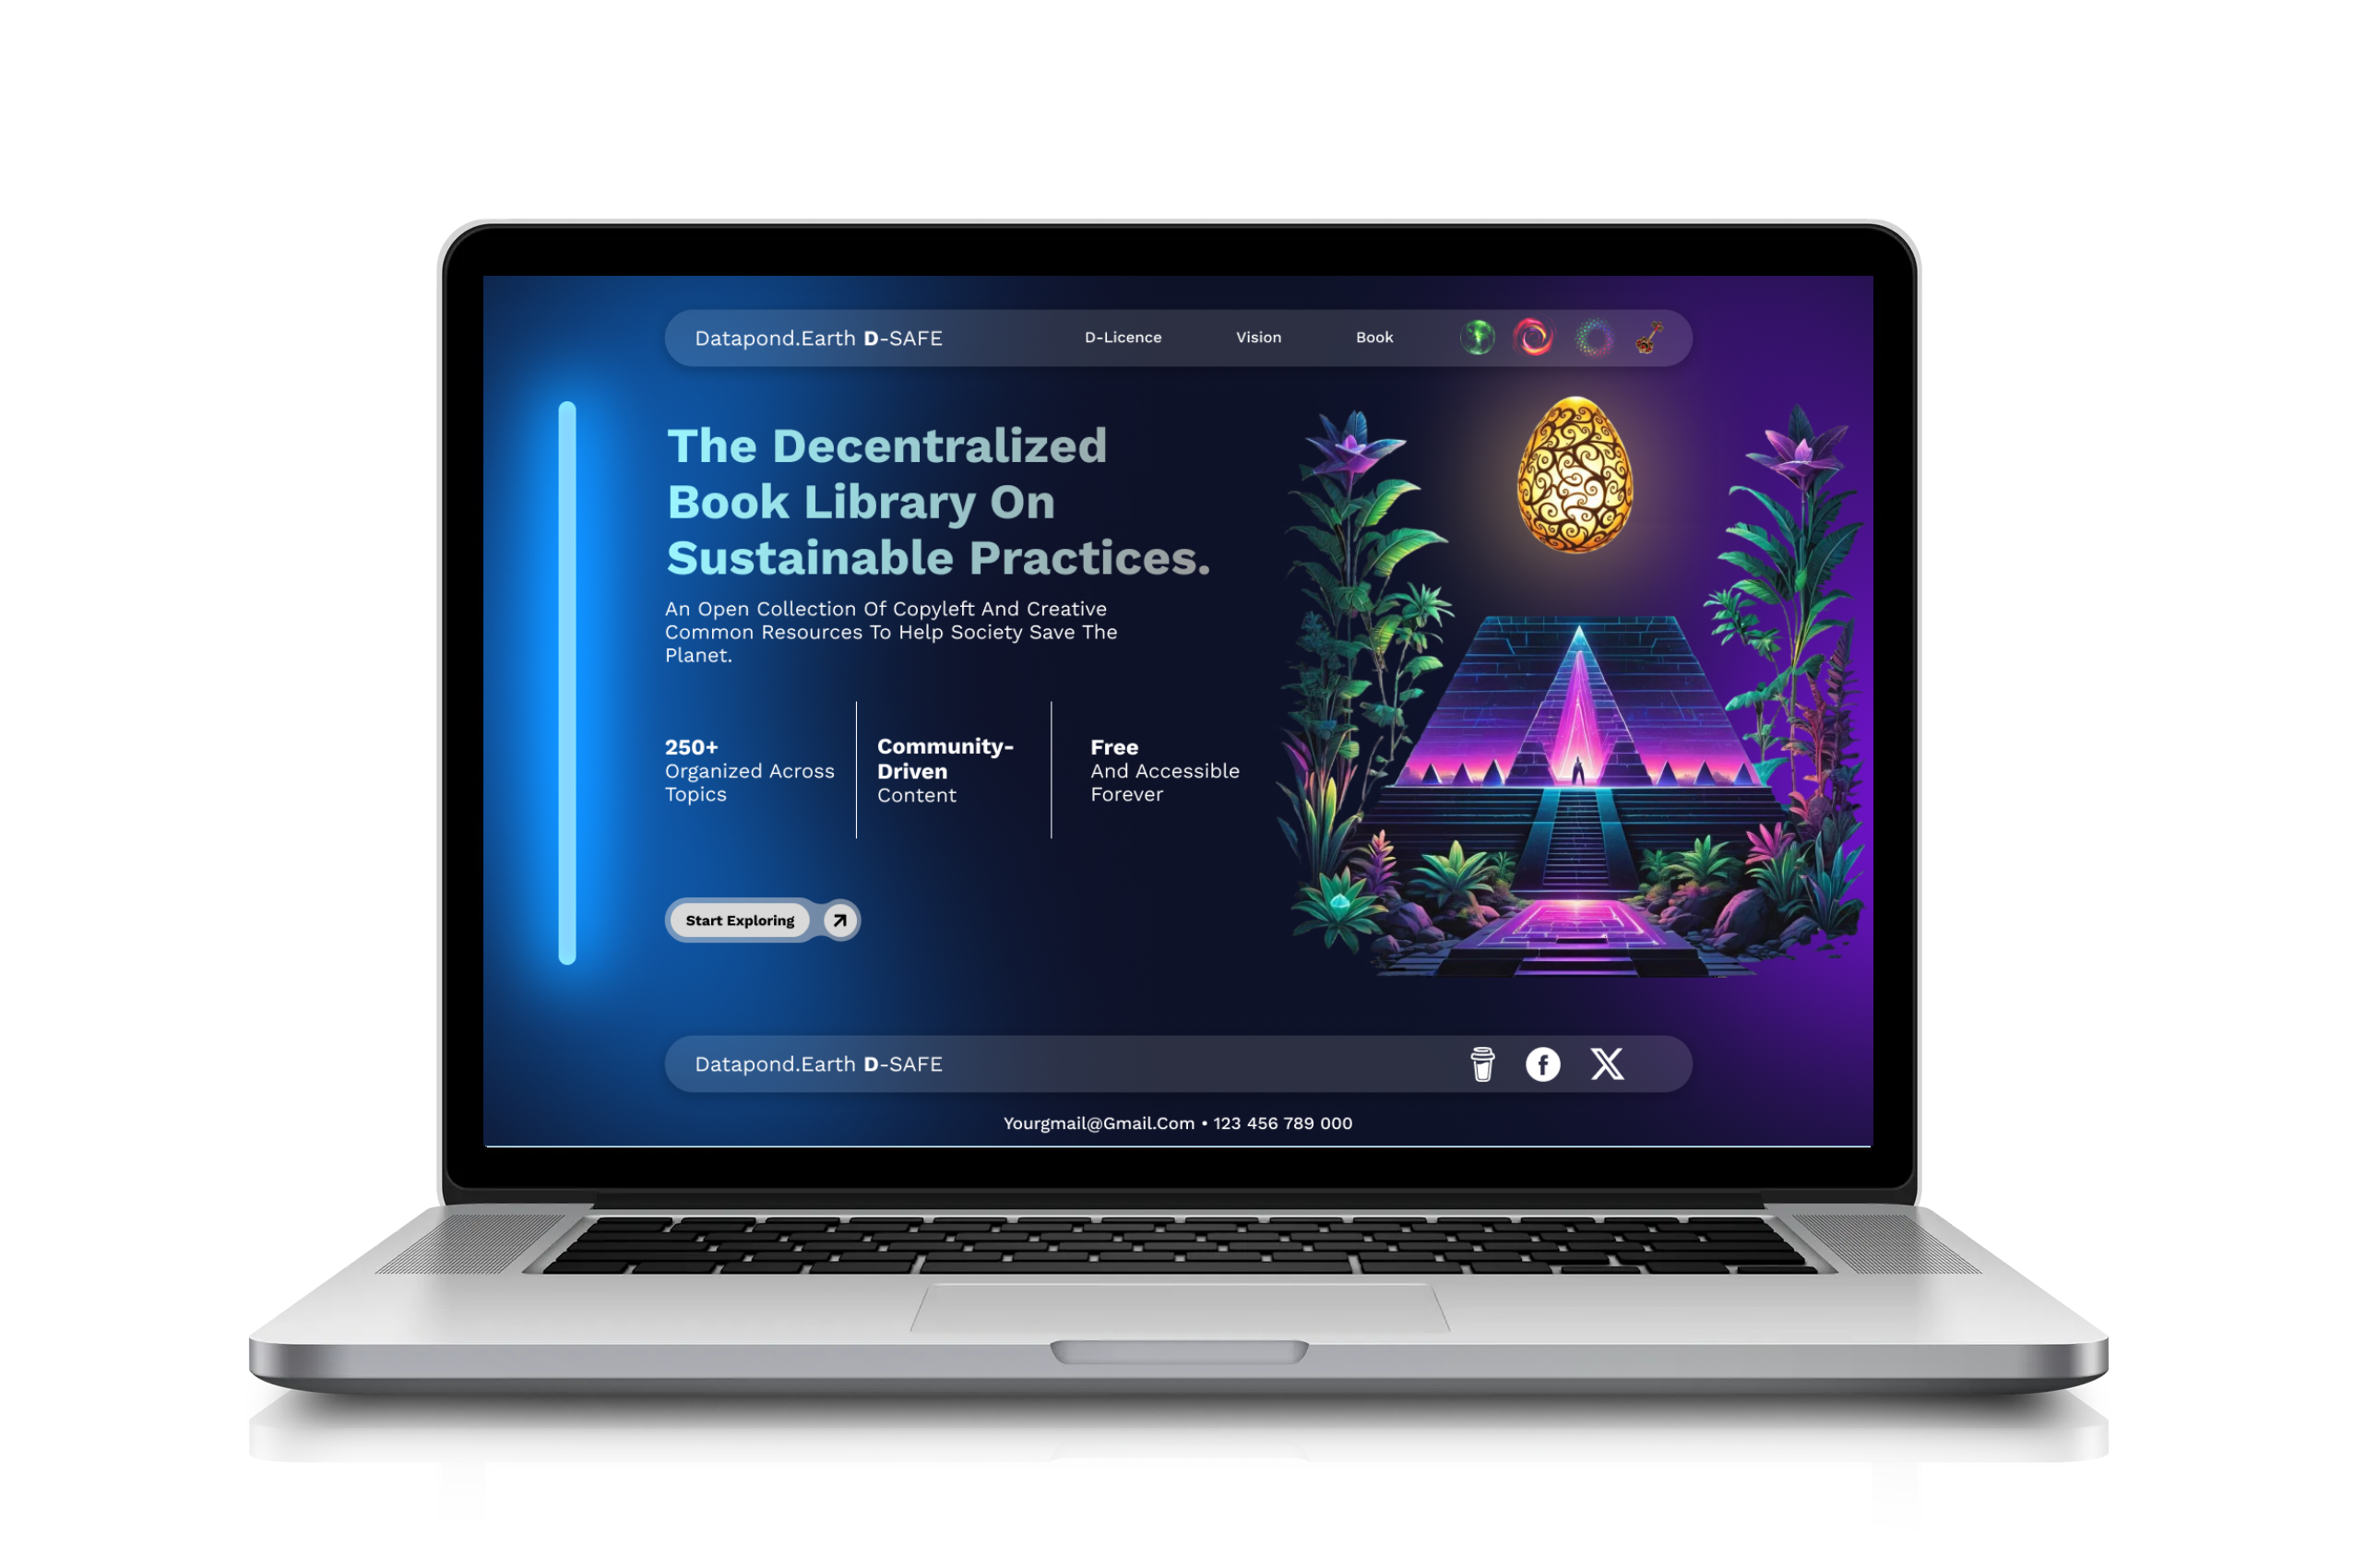 Datapond.Earth D-SAFE
D-Licence
Vision
Book
The Decentralized
Book Library On
Sustainable Practices.
An Open Collection Of Copyleft And Creative
Common Resources To Help Society Save The
Planet.
250+
Organized Across
Topics
Community-
Driven
Content
Free
And Accessible
Forever
Start Exploring
Datapond.Earth D-SAFE
Yourgmail@Gmail.Com • 123 456 789 000